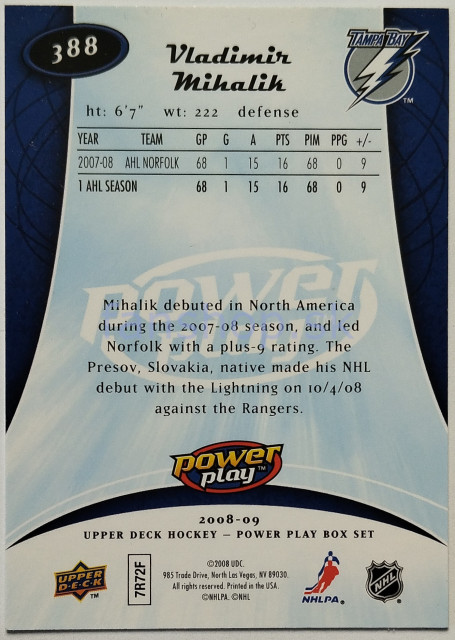 388
Vladimir
Mihalik
TAMPA BAY
TM
ht: 6'7" wt: 222 defense
YEAR TEAM GP G A PTS PIM PPG +/-
2007-08 AHL NORFOLK 68 1 15 16 68 0 9
1 AHL SEASON 68 1 15 16 68 0 9
power
play
Mihalik debuted in North America
during the 2007-08 season, and led
Norfolk with a plus-9 rating. The
Presov, Slovakia, native made his NHL
debut with the Lightning on 10/4/08
against the Rangers.
power
play TM
2008-09
UPPER DECK HOCKEY – POWER PLAY BOX SET
UPPER
DECK
TM
7R72F
©2008 UDC.
985 Trade Drive, North Las Vegas, NV 89030.
All rights reserved. Printed in the USA.
©NHLPA. ©NHL
NHLPA.
NHL